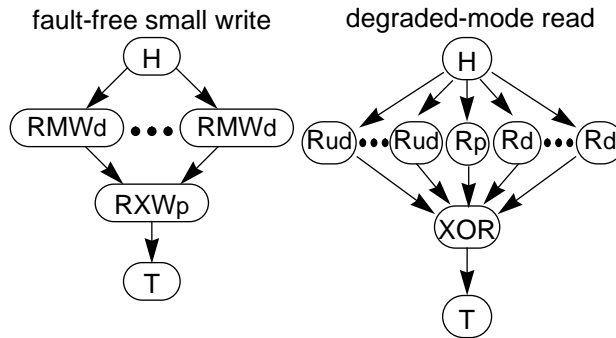 fault-free small write
H
RMWd ••• RMWd
RXWp
T
degraded-mode read
H
Rud ••• Rud Rp Rd ••• Rd
XOR
T